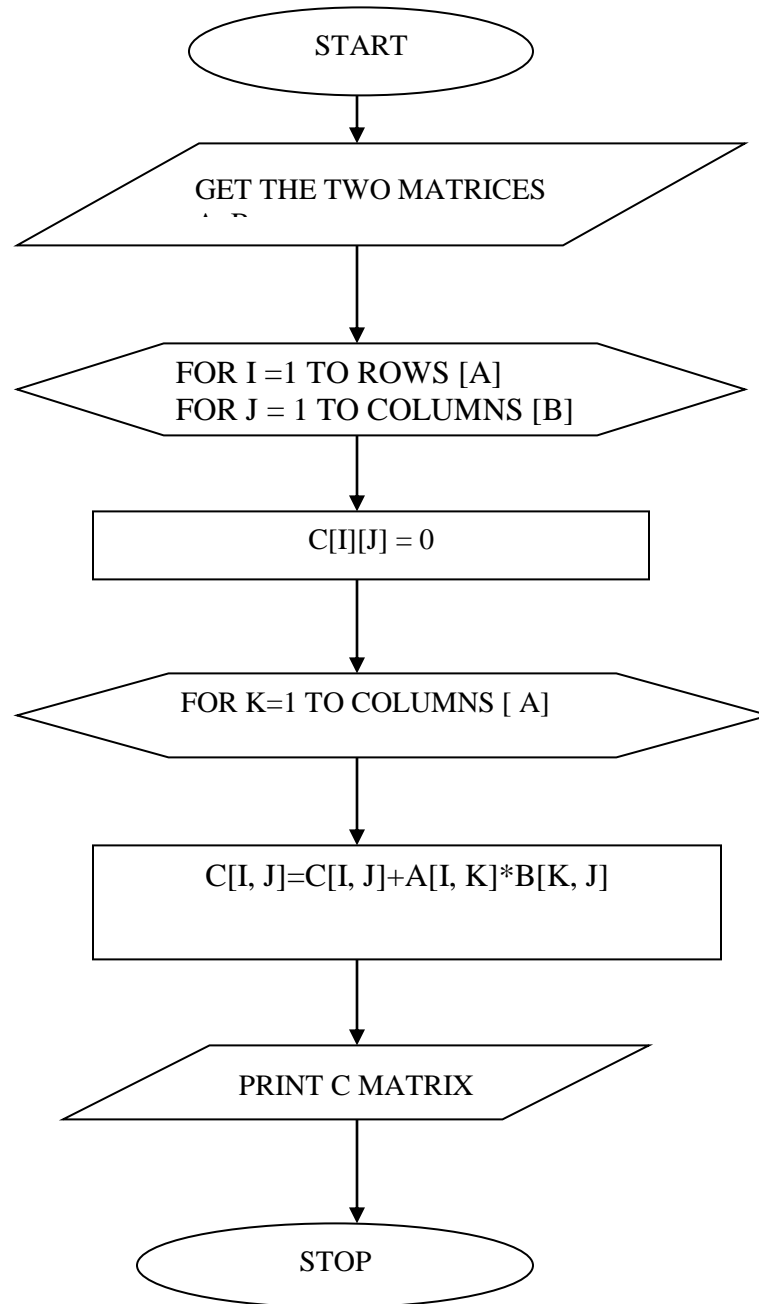 START
GET THE TWO MATRICES
FOR I =1 TO ROWS [A]
FOR J = 1 TO COLUMNS [B]
C[I][J] = 0
FOR K=1 TO COLUMNS [ A]
C[I, J]=C[I, J]+A[I, K]*B[K, J]
PRINT C MATRIX
STOP